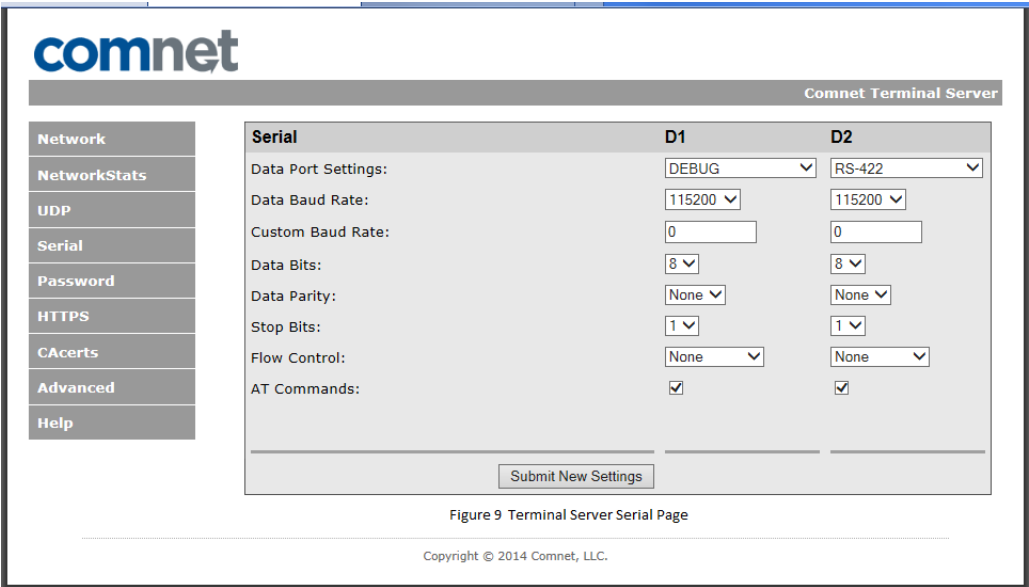 comnet
Comnet Terminal Server
Network
NetworkStats
UDP
Serial
Password
HTTPS
CAcerts
Advanced
Help
Serial D1 D2
Data Port Settings: DEBUG RS-422
Data Baud Rate: 115200 115200
Custom Baud Rate: 0 0
Data Bits: 8 8
Data Parity: None None
Stop Bits: 1 1
Flow Control: None None
AT Commands:
Submit New Settings
Figure 9 Terminal Server Serial Page
Copyright © 2014 Comnet, LLC.